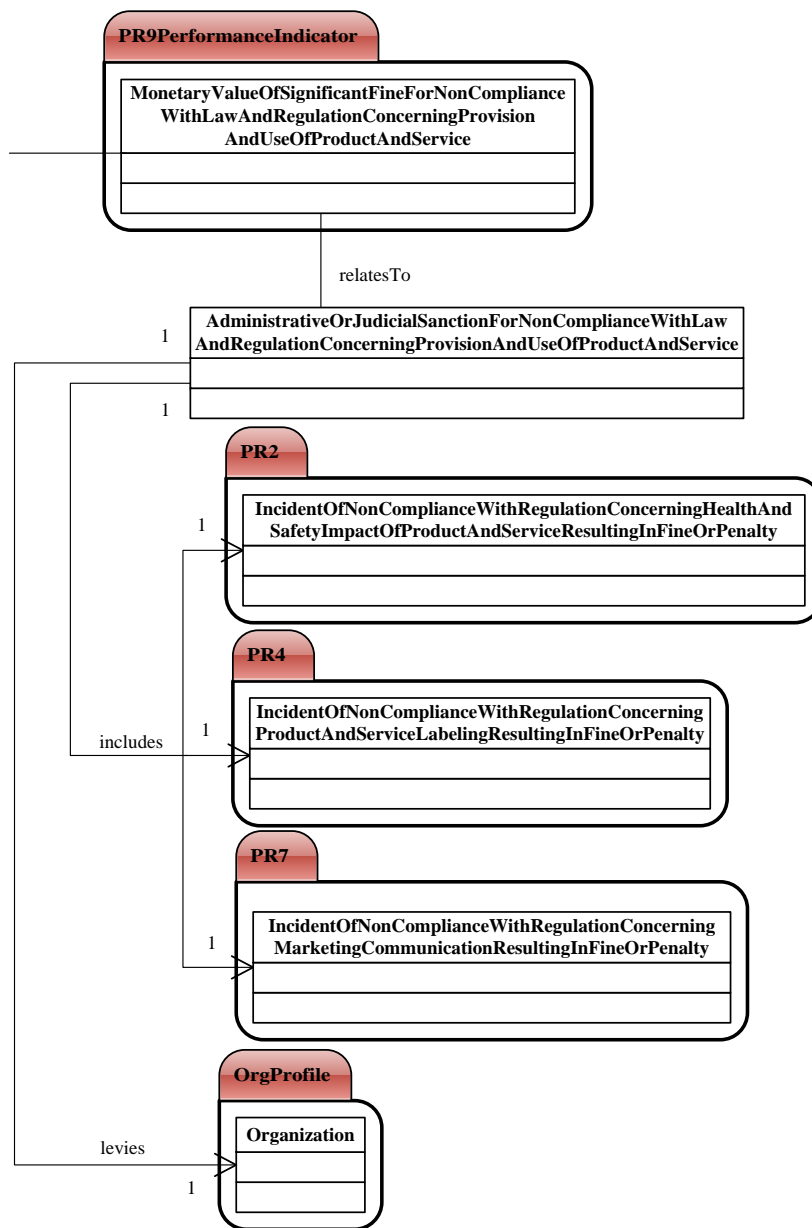 PR9PerformanceIndicator
MonetaryValueOfSignificantFineForNonCompliance
WithLawAndRegulationConcerningProvision
AndUseOfProductAndService
relatesTo
1
AdministrativeOrJudicialSanctionForNonComplianceWithLaw
AndRegulationConcerningProvisionAndUseOfProductAndService
1
PR2
1
IncidentOfNonComplianceWithRegulationConcerningHealthAnd
SafetyImpactOfProductAndServiceResultingInFineOrPenalty
PR4
includes
1
IncidentOfNonComplianceWithRegulationConcerning
ProductAndServiceLabelingResultingInFineOrPenalty
PR7
1
IncidentOfNonComplianceWithRegulationConcerning
MarketingCommunicationResultingInFineOrPenalty
OrgProfile
Organization
levies
1